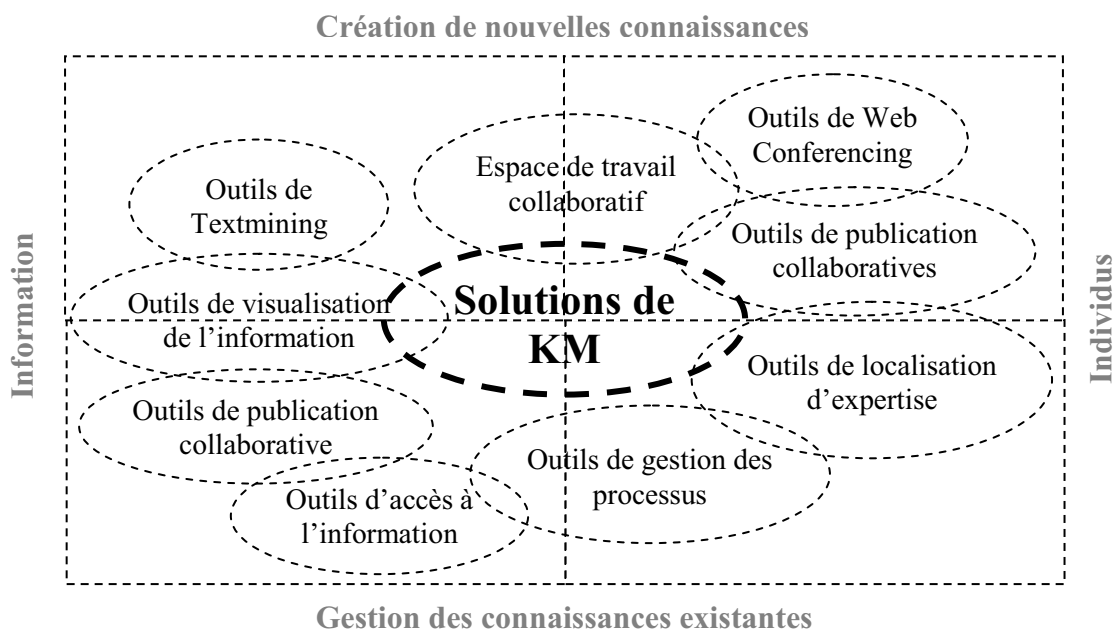 Création de nouvelles connaissances
Outils de Web
Conferencing
Espace de travail
collaboratif
Outils de
Textmining
Outils de publication
collaboratives
Information
Individus
Outils de visualisation
de l’information
Solutions de
KM
Outils de localisation
d’expertise
Outils de publication
collaborative
Outils de gestion des
processus
Outils d’accès à
l’information
Gestion des connaissances existantes